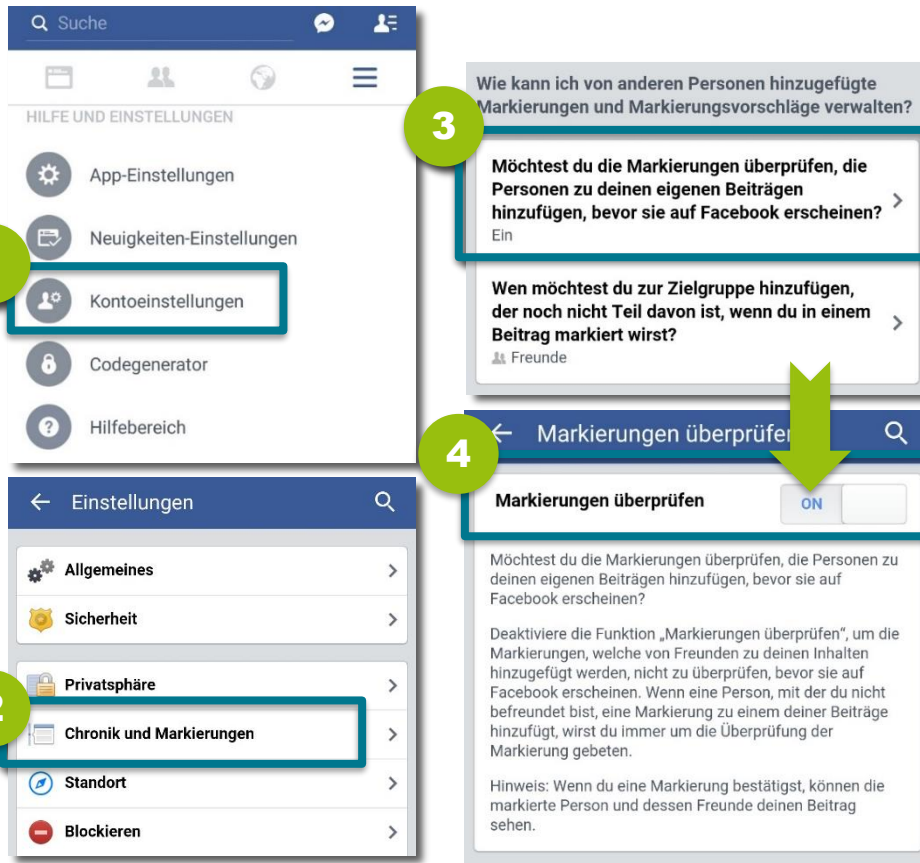 Suche
HILFE UND EINSTELLUNGEN
App-Einstellungen
Neuigkeiten-Einstellungen
Kontoeinstellungen
Codegenerator
Hilfebereich
2
Einstellungen
Allgemeines
Sicherheit
Privatsphäre
Chronik und Markierungen
Standort
Blockieren
3
Wie kann ich von anderen Personen hinzugefügte
Markierungen und Markierungsvorschläge verwalten?
Möchtest du die Markierungen überprüfen, die
Personen zu deinen eigenen Beiträgen
hinzufügen, bevor sie auf Facebook erscheinen?
Ein
Wen möchtest du zur Zielgruppe hinzufügen,
der noch nicht Teil davon ist, wenn du in einem
Beitrag markiert wirst?
Freunde
4
Markierungen überprüfen
Markierungen überprüfen
ON
Möchtest du die Markierungen überprüfen, die Personen zu
deinen eigenen Beiträgen hinzufügen, bevor sie auf
Facebook erscheinen?
Deaktiviere die Funktion „Markierungen überprüfen“, um die
Markierungen, welche von Freunden zu deinen Inhalten
hinzugefügt werden, nicht zu überprüfen, bevor sie auf
Facebook erscheinen. Wenn eine Person, mit der du nicht
befreundet bist, eine Markierung zu einem deiner Beiträge
hinzufügt, wirst du immer um die Überprüfung der
Markierung gebeten.
Hinweis: Wenn du eine Markierung bestätigst, können die
markierte Person und dessen Freunde deinen Beitrag
sehen.